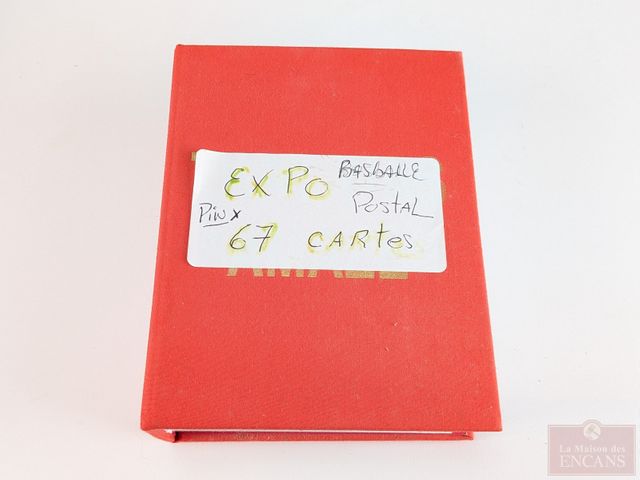 EXPO BASBALLE
Pin x POSTAL
67 CARTES
La Maison des
ENCANS